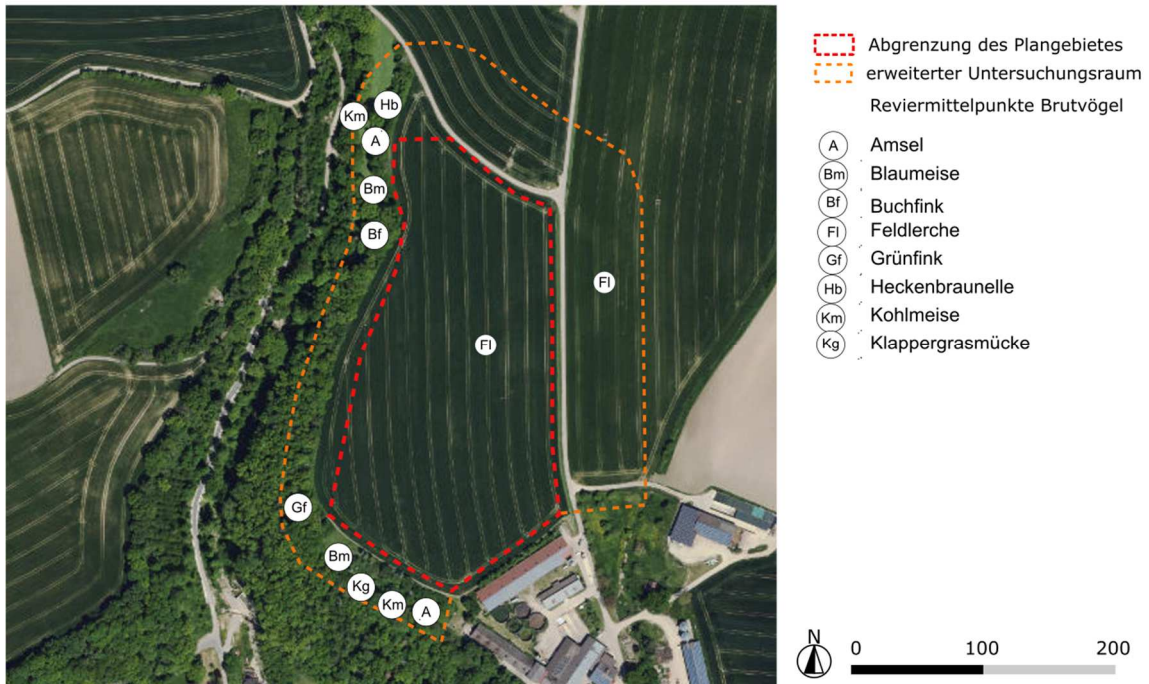 Abgrenzung des Plangebietes
erweiterter Untersuchungsraum
Reviermittelpunkte Brutvögel
A Amsel
Bm Blaumeise
Bf Buchfink
Fl Feldlerche
Gf Grünfink
Hb Heckenbraunelle
Km Kohlmeise
Kg Klappergrasmücke
Hb
Km
A
Bm
Bf
Fl
Fl
Gf
Bm
Kg
Km
A
N
0 100 200